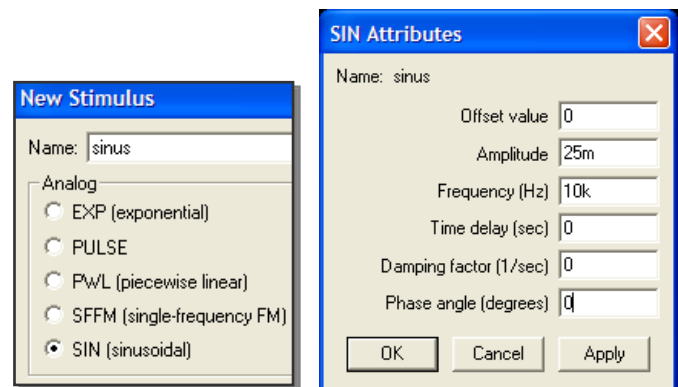 New Stimulus
Name: sinus
Analog
EXP (exponential)
PULSE
PWL (piecewise linear)
SFFM (single-frequency FM)
SIN (sinusoidal)
SIN Attributes
Name: sinus
Offset value 0
Amplitude 25m
Frequency (Hz) 10k
Time delay (sec) 0
Damping factor (1/sec) 0
Phase angle (degrees) 0
OK Cancel Apply